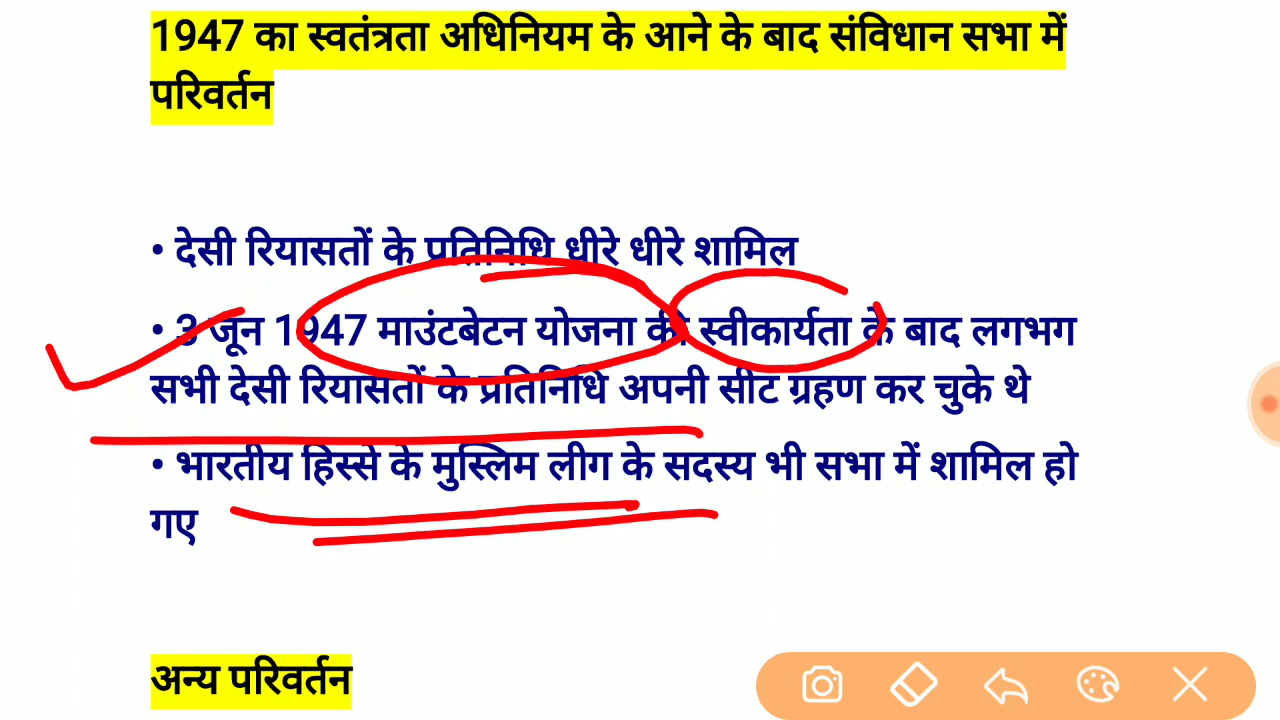 1947 का स्वतंत्रता अधिनियम के आने के बाद संविधान सभा में
परिवर्तन
• देसी रियासतों के प्रतिनिधि धीरे धीरे शामिल
• 3 जून 1947 माउंटबेटन योजना की स्वीकार्यता के बाद लगभग
सभी देसी रियासतों के प्रतिनिधि अपनी सीट ग्रहण कर चुके थे
• भारतीय हिस्से के मुस्लिम लीग के सदस्य भी सभा में शामिल हो
गए
अन्य परिवर्तन